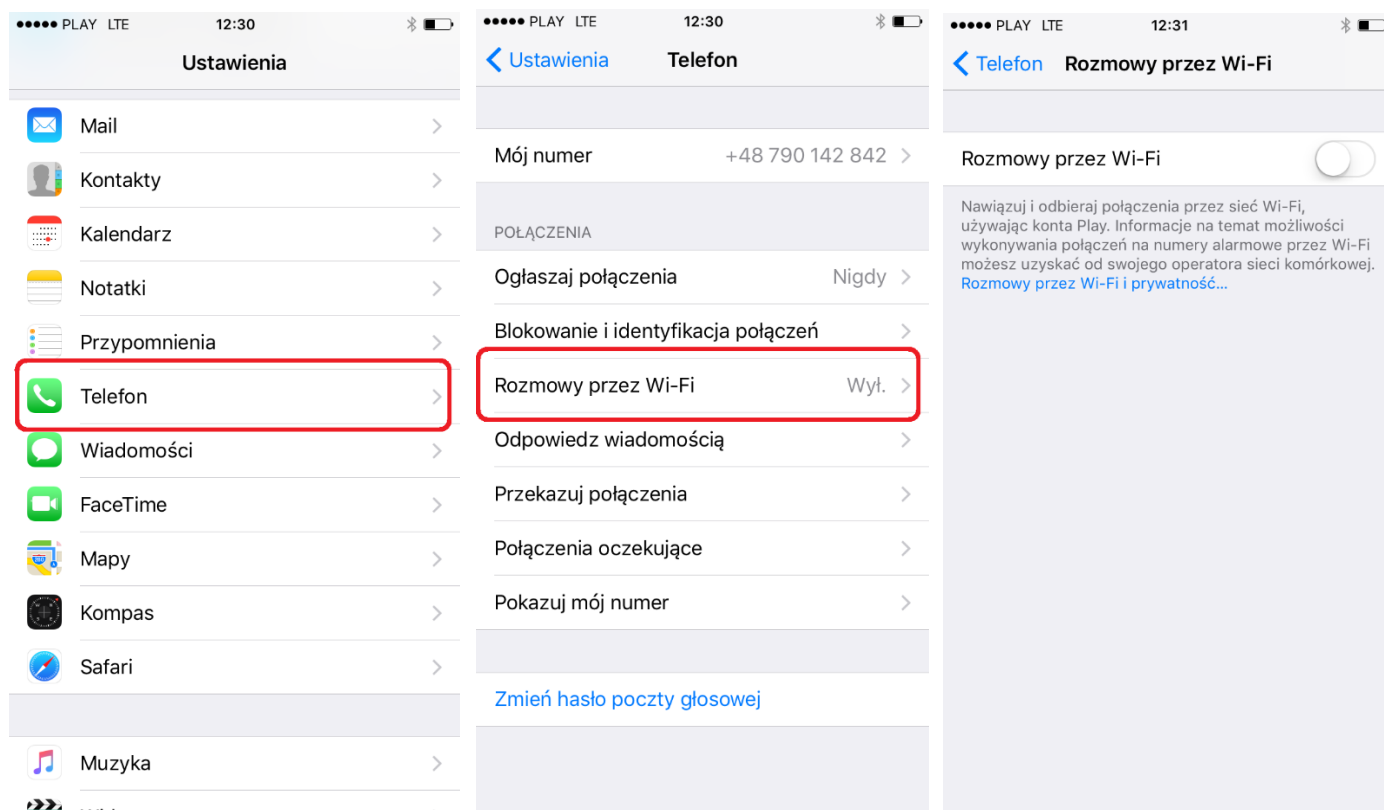 PLAY LTE 12:30
Ustawienia
Mail
Kontakty
Kalendarz
Notatki
Przypomnienia
Telefon
Wiadomości
FaceTime
Mapy
Kompas
Safari
Muzyka
PLAY LTE 12:30
Ustawienia Telefon
Mój numer +48 790 142 842
POŁĄCZENIA
Ogłaszaj połączenia Nigdy
Blokowanie i identyfikacja połączeń
Rozmowy przez Wi-Fi Wył.
Odpowiedz wiadomością
Przekazuj połączenia
Połączenia oczekujące
Pokazuj mój numer
Zmień hasło poczty głosowej
PLAY LTE 12:31
Telefon Rozmowy przez Wi-Fi
Rozmowy przez Wi-Fi
Nawiązuj i odbieraj połączenia przez sieć Wi-Fi,
używając konta Play. Informacje na temat możliwości
wykonywania połączeń na numery alarmowe przez Wi-Fi
możesz uzyskać od swojego operatora sieci komórkowej.
Rozmowy przez Wi-Fi i prywatność...